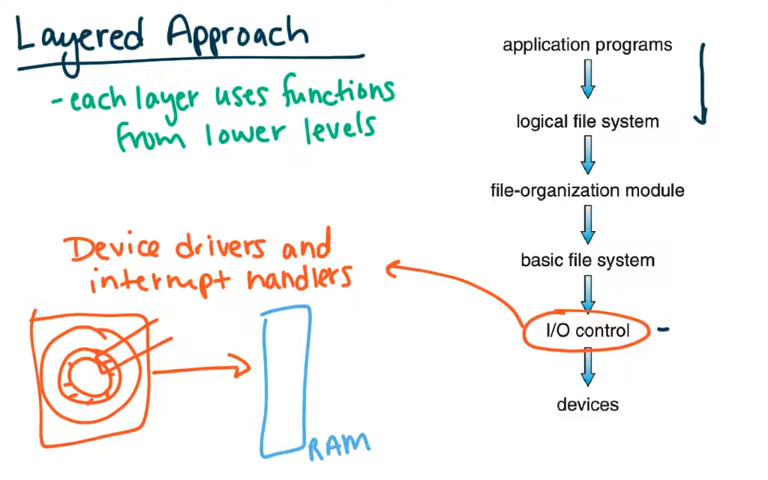 Layered Approach
- each layer uses functions
from lower levels
Device drivers and
interrupt handlers
RAM
application programs
logical file system
file-organization module
basic file system
I/O control
devices